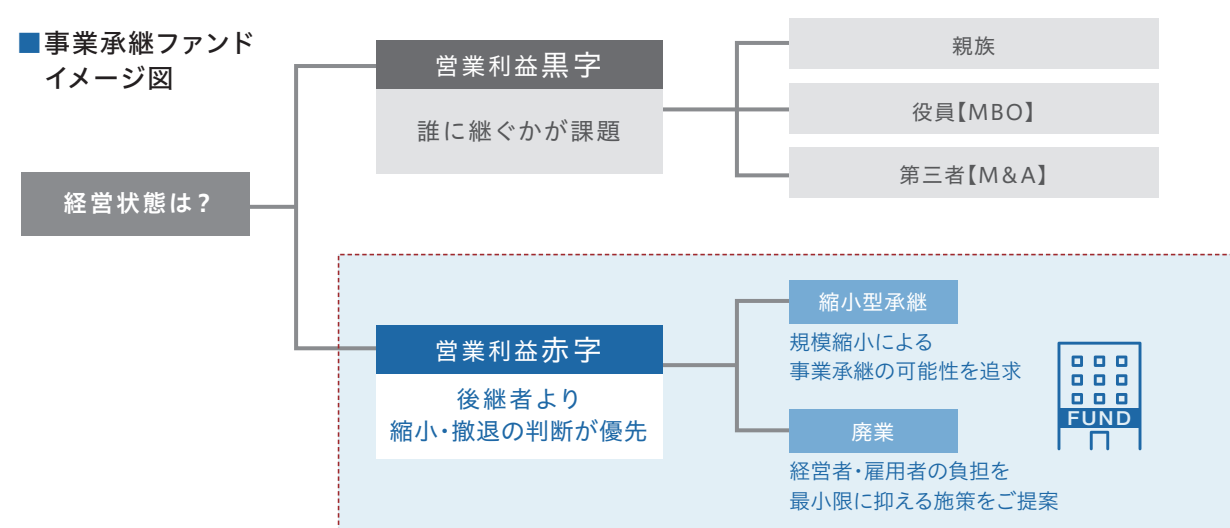 ■事業承継ファンド
イメージ図
経営状態は？
営業利益黒字
誰に継ぐかが課題
親族
役員【MBO】
第三者【M&A】
営業利益赤字
後継者より
縮小・撤退の判断が優先
縮小型承継
規模縮小による
事業承継の可能性を追求
廃業
経営者・雇用者の負担を
最小限に抑える施策をご提案
FUND